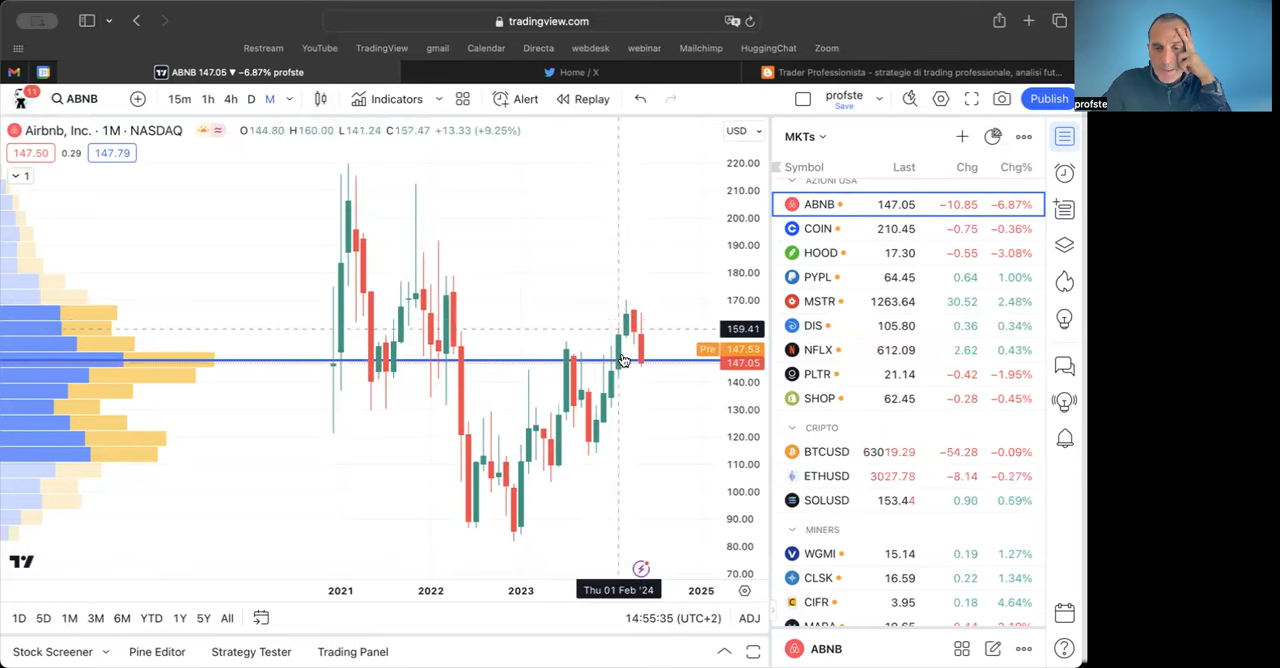 tradingview.com
Restream YouTube TradingView gmail Calendar Directa webdesk webinar Mailchimp HuggingChat Zoom
ABNB 147.05 ▼ −6.87% profste
Home / X
Trader Professionista - strategie di trading professionale, analisi fut...
profste
11
ABNB 15m 1h 4h D M Indicators Alert Replay profste Save Publish
Airbnb, Inc. · 1M · NASDAQ O144.80 H160.00 L141.24 C157.47 +13.33 (+9.25%)
147.50 0.29 147.79
1
USD
220.00
210.00
200.00
190.00
180.00
170.00
159.41
Pre 147.53
147.05
140.00
130.00
120.00
110.00
100.00
90.00
80.00
70.00
2021 2022 2023 Thu 01 Feb '24 2025
1D 5D 1M 3M 6M YTD 1Y 5Y All 14:55:35 (UTC+2) ADJ
Stock Screener Pine Editor Strategy Tester Trading Panel
MKTs
Symbol Last Chg Chg%
AZIONI USA
ABNB 147.05 −10.85 −6.87%
COIN 210.45 −0.75 −0.36%
HOOD 17.30 −0.55 −3.08%
PYPL 64.45 0.64 1.00%
MSTR 1263.64 30.52 2.48%
DIS 105.80 0.36 0.34%
NFLX 612.09 2.62 0.43%
PLTR 21.14 −0.42 −1.95%
SHOP 62.45 −0.28 −0.45%
CRIPTO
BTCUSD 63019.29 −54.28 −0.09%
ETHUSD 3027.78 −8.14 −0.27%
SOLUSD 153.44 0.90 0.59%
MINERS
WGMI 15.14 0.19 1.27%
CLSK 16.59 0.22 1.34%
CIFR 3.95 0.18 4.64%
ABNB